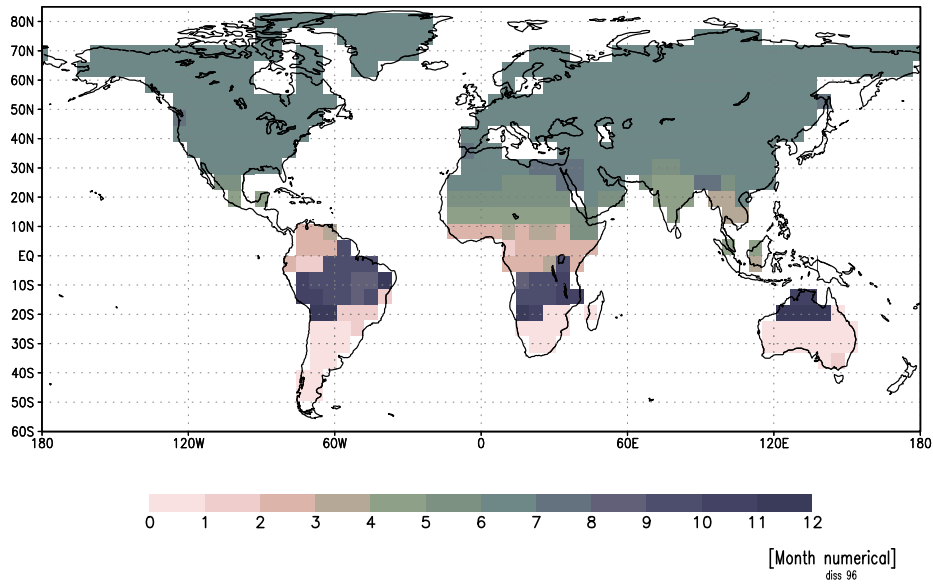 80N
70N
60N
50N
40N
30N
20N
10N
EQ
10S
20S
30S
40S
50S
60S
180 120W 60W 0 60E 120E 180
0 1 2 3 4 5 6 7 8 9 10 11 12
[Month numerical]
diss 96